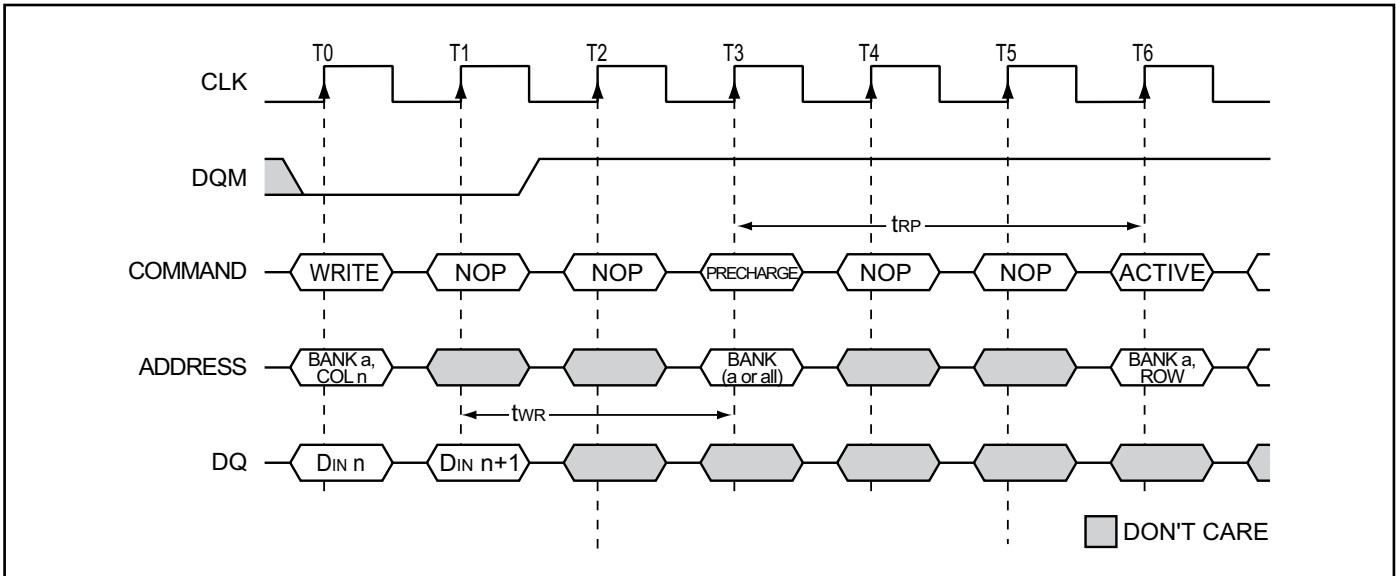 T0 T1 T2 T3 T4 T5 T6
CLK
DQM
tRP
COMMAND WRITE NOP NOP PRECHARGE NOP NOP ACTIVE
ADDRESS BANK a, BANK BANK a,
COL n (a or all) ROW
tWR
DQ DIN n DIN n+1
DON'T CARE